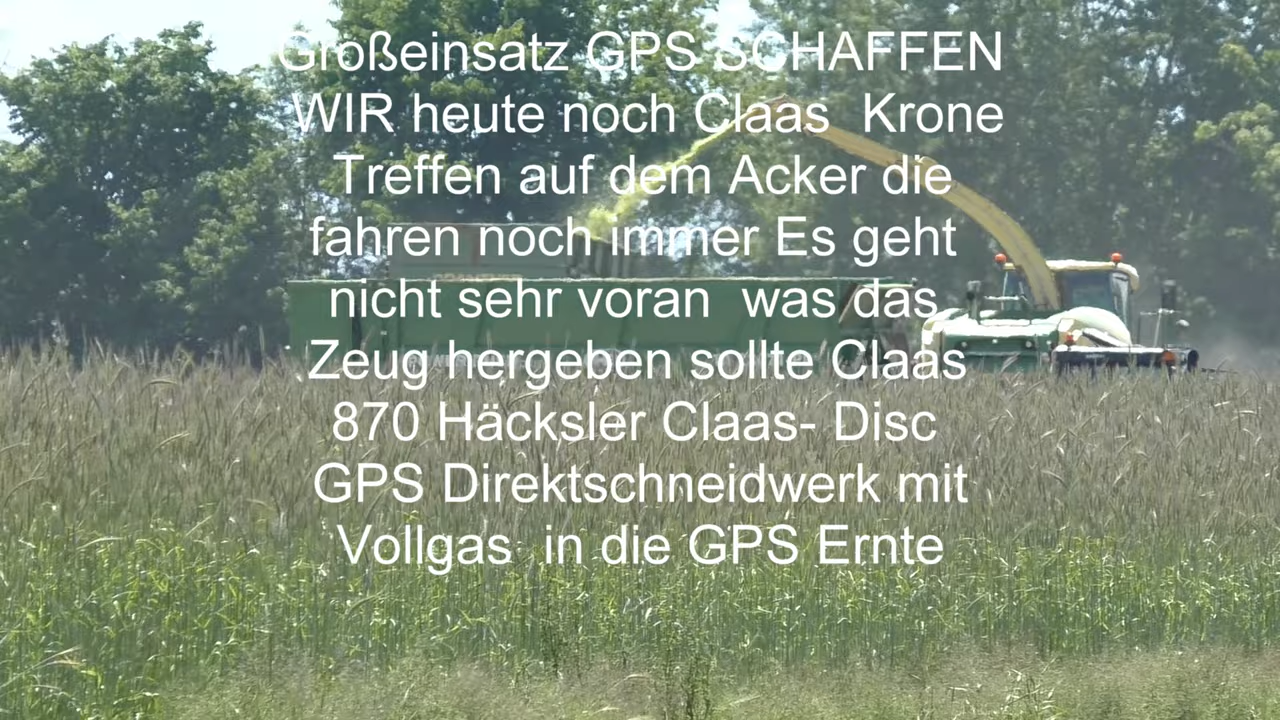 Großeinsatz GPS SCHAFFEN
WIR heute noch Claas  Krone
Treffen auf dem Acker die
fahren noch immer Es geht
nicht sehr voran  was das
Zeug hergeben sollte Claas
870 Häcksler Claas- Disc
GPS Direktschneidwerk mit
Vollgas  in die GPS Ernte